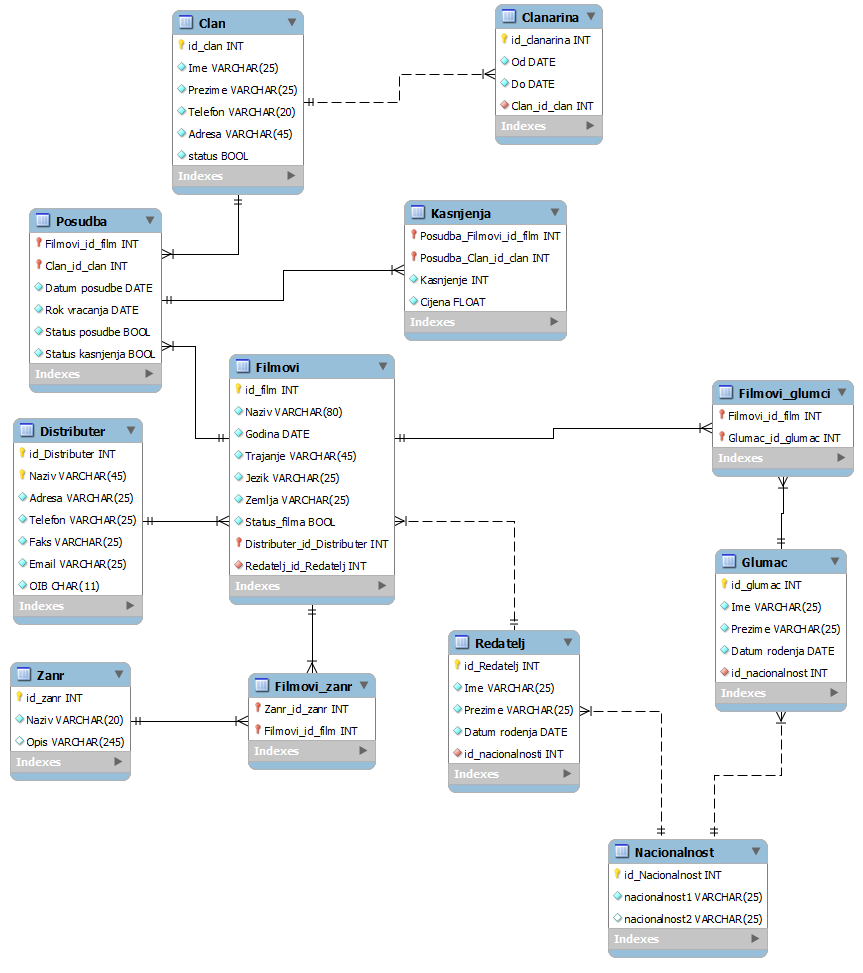 Clan
id_clan INT
Ime VARCHAR(25)
Prezime VARCHAR(25)
Telefon VARCHAR(20)
Adresa VARCHAR(45)
status BOOL
Indexes
Clanarina
id_clanarina INT
Od DATE
Do DATE
Clan_id_clan INT
Indexes
Posudba
Filmovi_id_film INT
Clan_id_clan INT
Datum posudbe DATE
Rok vracanja DATE
Status posudbe BOOL
Status kasnjenja BOOL
Indexes
Kasnjenja
Posudba_Filmovi_id_film INT
Posudba_Clan_id_clan INT
Kasnjenje INT
Cijena FLOAT
Indexes
Filmovi
id_film INT
Naziv VARCHAR(80)
Godina DATE
Trajanje VARCHAR(45)
Jezik VARCHAR(25)
Zemlja VARCHAR(25)
Status_filma BOOL
Distributer_id_Distributer INT
Redatelj_id_Redatelj INT
Indexes
Filmovi_glumci
Filmovi_id_film INT
Glumac_id_glumac INT
Indexes
Distributer
id_Distributer INT
Naziv VARCHAR(45)
Adresa VARCHAR(25)
Telefon VARCHAR(25)
Faks VARCHAR(25)
Email VARCHAR(25)
OIB CHAR(11)
Indexes
Glumac
id_glumac INT
Ime VARCHAR(25)
Prezime VARCHAR(25)
Datum rodenja DATE
id_nacionalnost INT
Indexes
Redatelj
id_Redatelj INT
Ime VARCHAR(25)
Prezime VARCHAR(25)
Datum rodenja DATE
id_nacionalnosti INT
Indexes
Zanr
id_zanr INT
Naziv VARCHAR(20)
Opis VARCHAR(245)
Indexes
Filmovi_zanr
Zanr_id_zanr INT
Filmovi_id_film INT
Indexes
Nacionalnost
id_Nacionalnost INT
nacionalnost1 VARCHAR(25)
nacionalnost2 VARCHAR(25)
Indexes